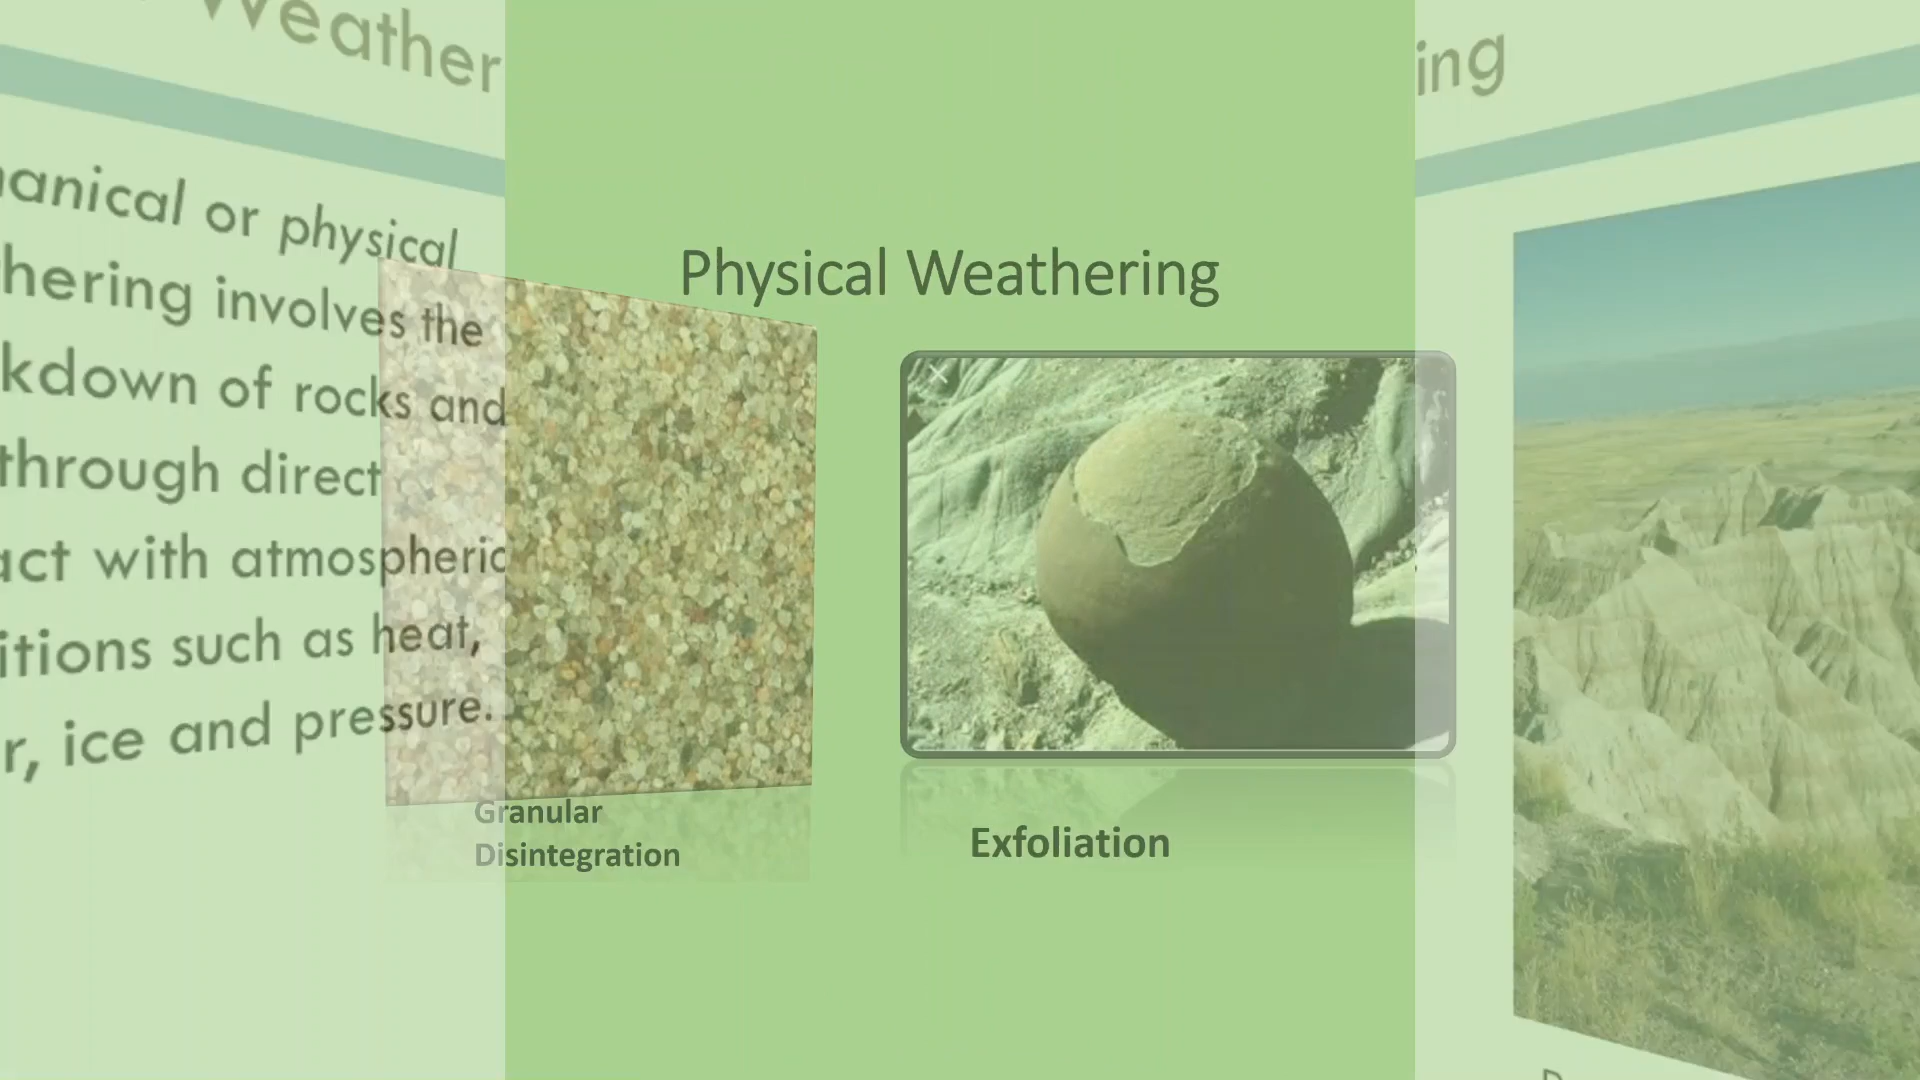 Weather
ing
anical or physical
hering involves the
kdown of rocks and
through direct
act with atmospheric
itions such as heat,
r, ice and pressure.
Physical Weathering
Granular
Disintegration
Exfoliation